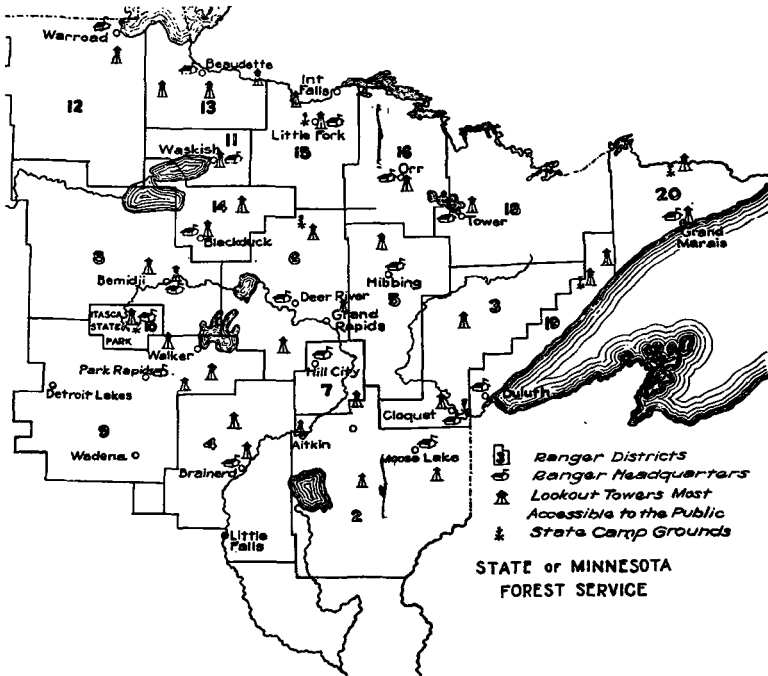 Warroad
Beaudette
Int
Falls
12
13
11
15
Little Fork
16
Waskish
Orr
20
14
18
Tower
Grand
Marais
Blackduck
6
Hibbing
Bemidji
5
3
Deer River
ITASCA
STATE
10
PARK
Grand
Rapids
19
Walker
Park Rapids
Hill City
7
Detroit Lakes
Duluth
Cloquet
9
4
Aitkin
Wadena
Brainerd
Moose Lake
2
Little
Falls
3 Ranger Districts
Ranger Headquarters
Lookout Towers Most
Accessible to the Public
State Camp Grounds
STATE OF MINNESOTA
FOREST SERVICE